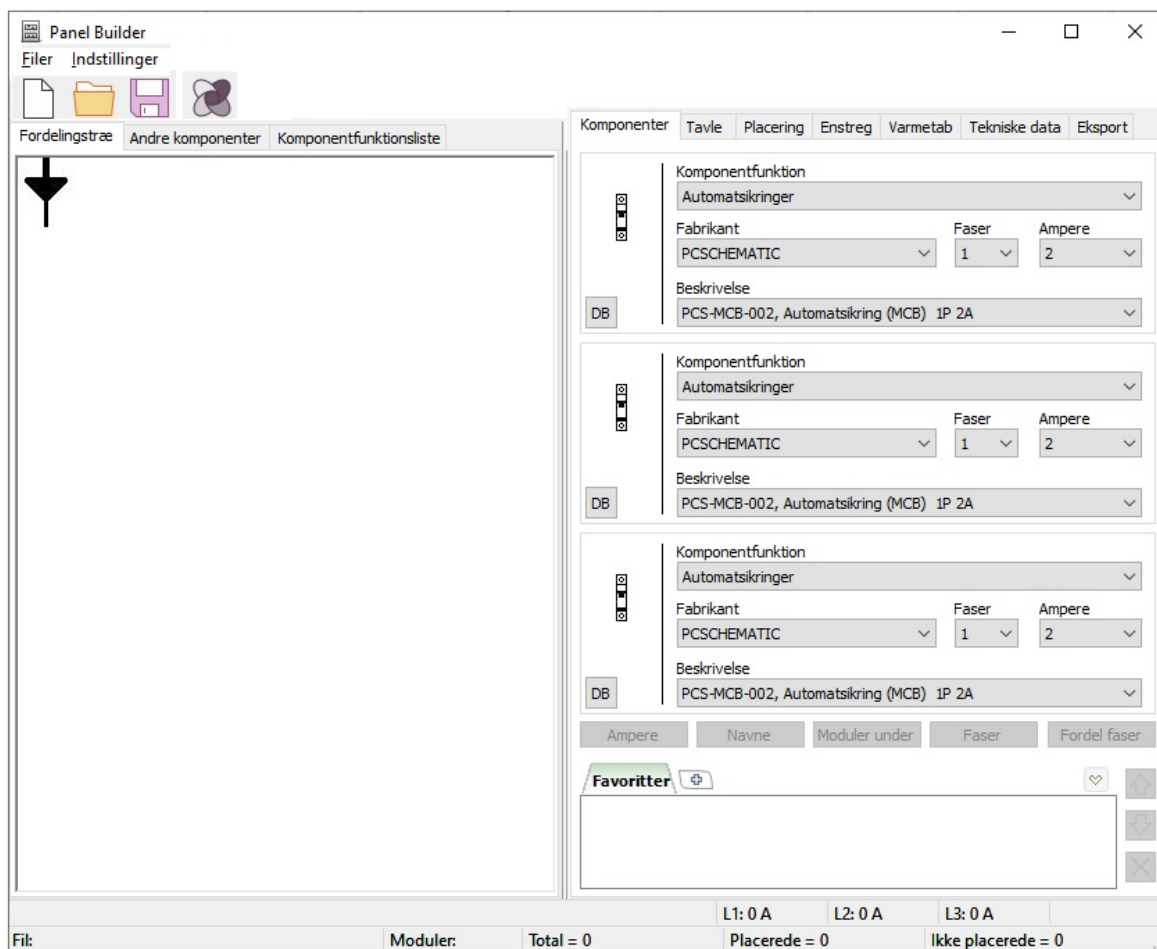 Panel Builder
Filer Indstillinger
Fordelingstræ Andre komponenter Komponentfunktionsliste
Komponenter Tavle Placering Enstreg Varmetab Tekniske data Eksport
Komponentfunktion
Automatsikringer
Fabrikant Faser Ampere
PCSCHEMATIC 1 2
Beskrivelse
DB PCS-MCB-002, Automatsikring (MCB) 1P 2A
Komponentfunktion
Automatsikringer
Fabrikant Faser Ampere
PCSCHEMATIC 1 2
Beskrivelse
DB PCS-MCB-002, Automatsikring (MCB) 1P 2A
Komponentfunktion
Automatsikringer
Fabrikant Faser Ampere
PCSCHEMATIC 1 2
Beskrivelse
DB PCS-MCB-002, Automatsikring (MCB) 1P 2A
Ampere Navne Moduler under Faser Fordel faser
Favoritter
L1: 0 A L2: 0 A L3: 0 A
Fil: Moduler: Total = 0 Placerede = 0 Ikke placerede = 0